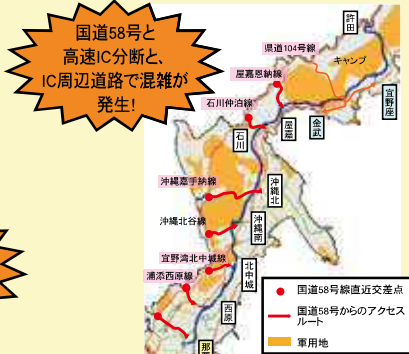 国道58号と
高速IC分断と、
IC周辺道路で混雑が
発生!
許田
県道104号線
キャンプ
屋嘉恩納線
宜野座
金武
石川仲泊線
屋嘉
石川
沖縄嘉手納線
沖縄北
沖縄北谷線
沖縄南
宜野湾北中城線
北中城
浦添西原線
西原
国道58号線直近交差点
国道58号からのアクセス
ルート
軍用地